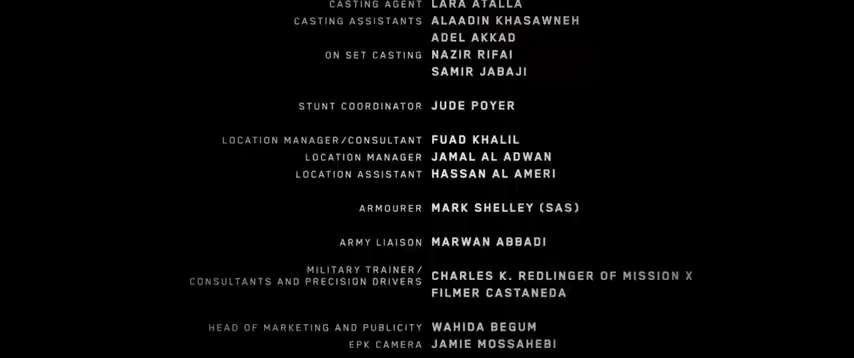 CASTING AGENT LARA ATALLA
CASTING ASSISTANTS ALAADIN KHASAWNEH
ADEL AKKAD
ON SET CASTING NAZIR RIFAI
SAMIR JABAJI
STUNT COORDINATOR JUDE POYER
LOCATION MANAGER/CONSULTANT FUAD KHALIL
LOCATION MANAGER JAMAL AL ADWAN
LOCATION ASSISTANT HASSAN AL AMERI
ARMOURER MARK SHELLEY (SAS)
ARMY LIAISON MARWAN ABBADI
MILITARY TRAINER/
CONSULTANTS AND PRECISION DRIVERS CHARLES K. REDLINGER OF MISSION X
FILMER CASTANEDA
HEAD OF MARKETING AND PUBLICITY WAHIDA BEGUM
EPK CAMERA JAMIE MOSSAHEBI